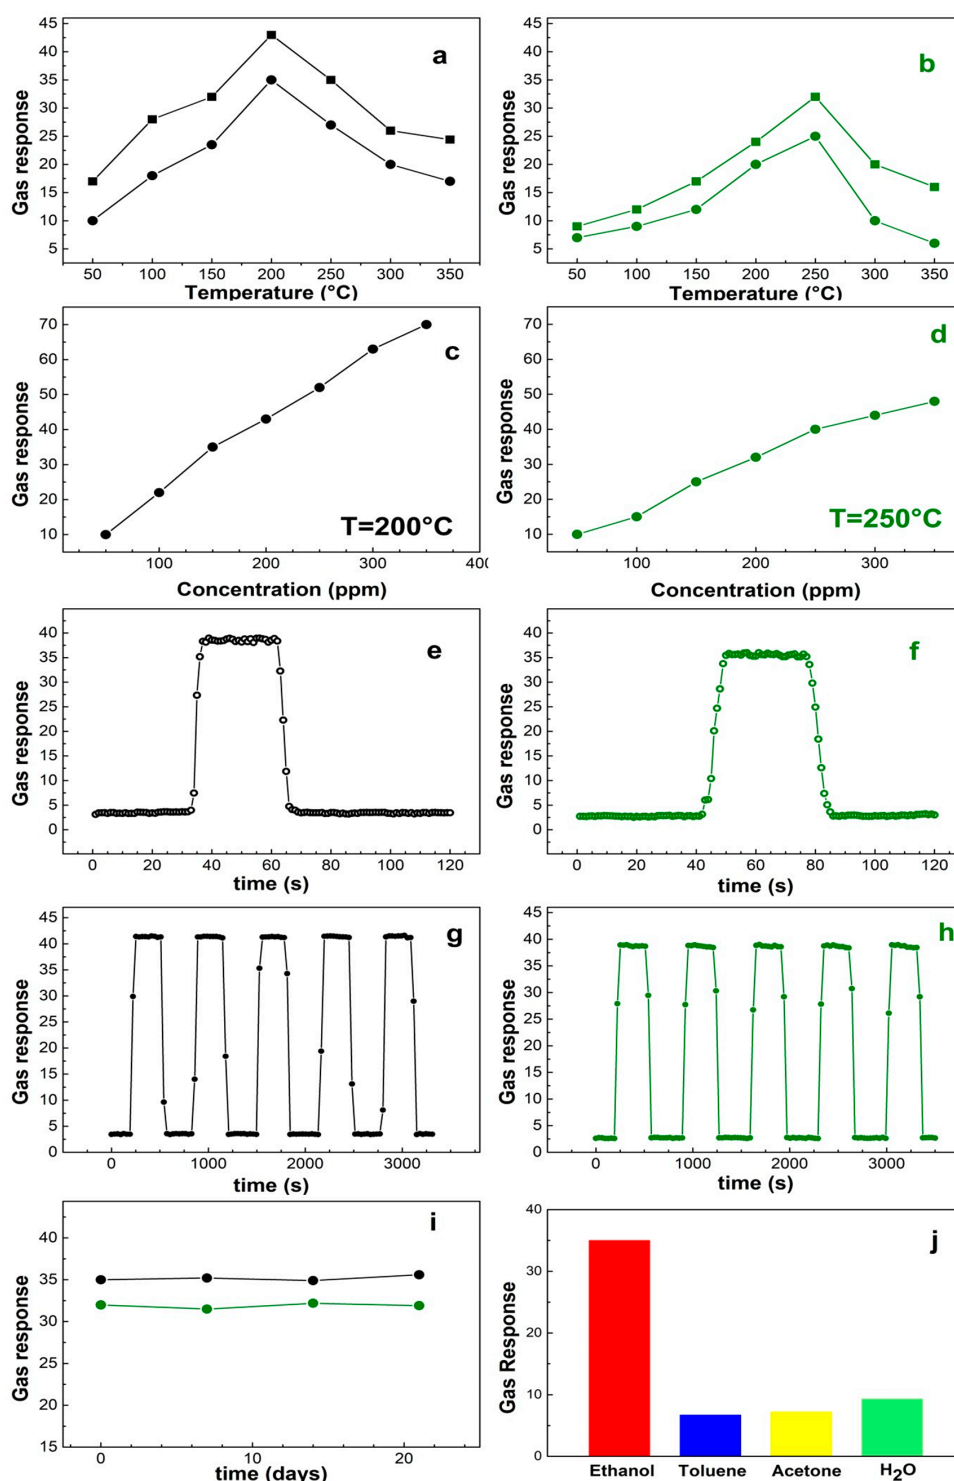 45
40
35
30
25
20
15
10
5
Gas response
a
50 100 150 200 250 300 350
Temperature (°C)
45
40
35
30
25
20
15
10
5
Gas response
b
50 100 150 200 250 300 350
Temperature (°C)
70
60
50
40
30
20
10
Gas response
c
T=200°C
100 200 300 400
Concentration (ppm)
70
60
50
40
30
20
10
Gas response
d
T=250°C
100 200 300
Concentration (ppm)
40
35
30
25
20
15
10
5
0
Gas response
e
0 20 40 60 80 100 120
time (s)
40
35
30
25
20
15
10
5
0
Gas response
f
0 20 40 60 80 100 120
time (s)
45
40
35
30
25
20
15
10
5
0
Gas response
g
0 1000 2000 3000
time (s)
45
40
35
30
25
20
15
10
5
0
Gas response
h
0 1000 2000 3000
time (s)
40
35
30
25
20
15
Gas response
i
0 10 20
time (days)
40
30
20
10
0
Gas Response
j
Ethanol Toluene Acetone H₂O